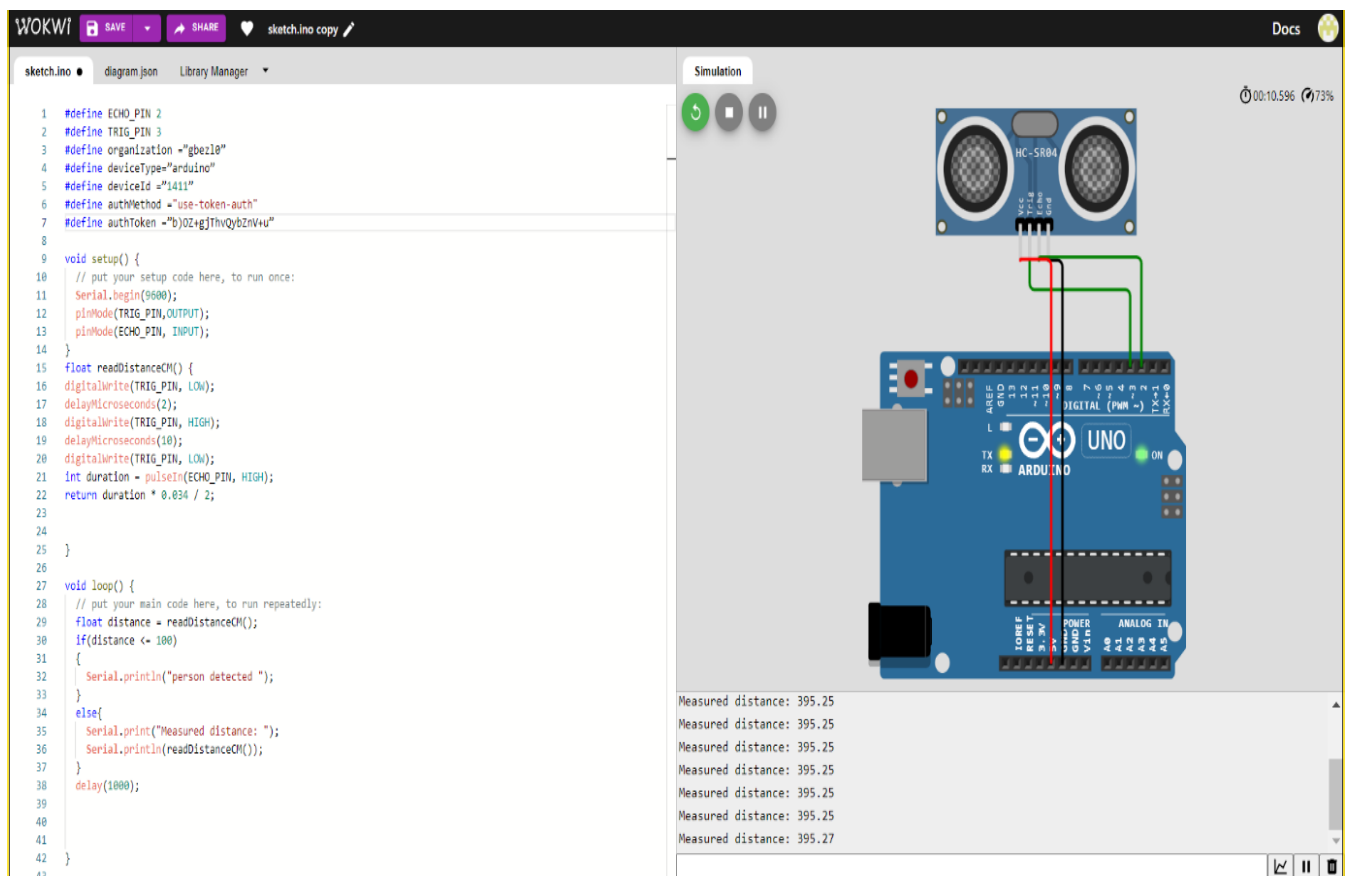 WOKWi SAVE SHARE sketch.ino copy Docs
sketch.ino ● diagram.json Library Manager
1 #define ECHO_PIN 2
2 #define TRIG_PIN 3
3 #define organization ="gbezl0"
4 #define deviceType="arduino"
5 #define deviceId ="1411"
6 #define authMethod ="use-token-auth"
7 #define authToken ="b)OZ+gjThvQybZnV+u"
8
9 void setup() {
10 // put your setup code here, to run once:
11 Serial.begin(9600);
12 pinMode(TRIG_PIN,OUTPUT);
13 pinMode(ECHO_PIN, INPUT);
14 }
15 float readDistanceCM() {
16 digitalWrite(TRIG_PIN, LOW);
17 delayMicroseconds(2);
18 digitalWrite(TRIG_PIN, HIGH);
19 delayMicroseconds(10);
20 digitalWrite(TRIG_PIN, LOW);
21 int duration = pulseIn(ECHO_PIN, HIGH);
22 return duration * 0.034 / 2;
23
24
25 }
26
27 void loop() {
28 // put your main code here, to run repeatedly:
29 float distance = readDistanceCM();
30 if(distance <= 100)
31 {
32 Serial.println("person detected ");
33 }
34 else{
35 Serial.print("Measured distance: ");
36 Serial.println(readDistanceCM());
37 }
38 delay(1000);
39
40
41
42 }
43
Simulation
00:10.596 73%
HC-SR04
Vcc
Trig
Echo
Gnd
AREF
GND
13
12
~11
~10
~9
8
7
~6
~5
4
~3
2
TX→1
RX←0
DIGITAL (PWM ~)
L
TX
RX
ARDUINO
UNO
ON
IOREF
RESET
3.3V
5V
GND
GND
Vin
POWER
ANALOG IN
A0
A1
A2
A3
A4
A5
Measured distance: 395.25
Measured distance: 395.25
Measured distance: 395.25
Measured distance: 395.25
Measured distance: 395.25
Measured distance: 395.25
Measured distance: 395.27